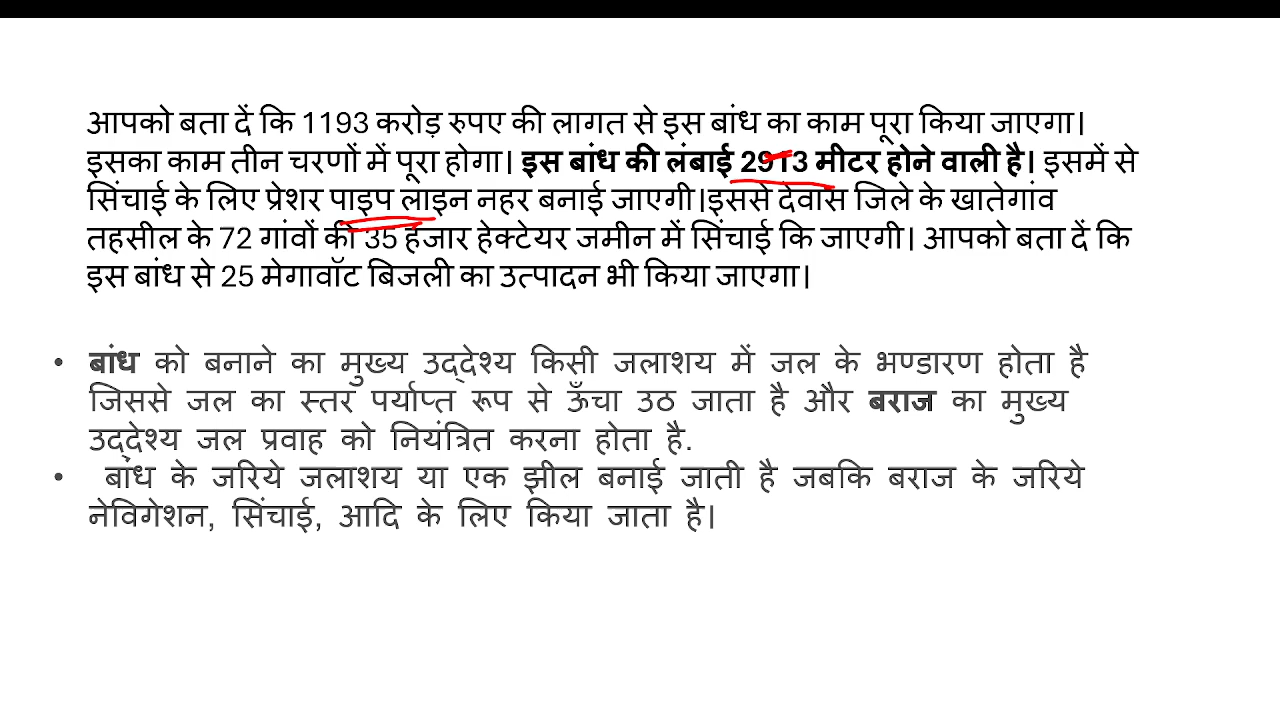 आपको बता दें कि 1193 करोड़ रुपए की लागत से इस बांध का काम पूरा किया जाएगा।
इसका काम तीन चरणों में पूरा होगा। इस बांध की लंबाई 2913 मीटर होने वाली है। इसमें से
सिंचाई के लिए प्रेशर पाइप लाइन नहर बनाई जाएगी।इससे देवास जिले के खातेगांव
तहसील के 72 गांवों की 35 हजार हेक्टेयर जमीन में सिंचाई कि जाएगी। आपको बता दें कि
इस बांध से 25 मेगावॉट बिजली का उत्पादन भी किया जाएगा।
• बांध को बनाने का मुख्य उद्देश्य किसी जलाशय में जल के भण्डारण होता है
जिससे जल का स्तर पर्याप्त रूप से ऊँचा उठ जाता है और बराज का मुख्य
उद्देश्य जल प्रवाह को नियंत्रित करना होता है.
• बांध के जरिये जलाशय या एक झील बनाई जाती है जबकि बराज के जरिये
नेविगेशन, सिंचाई, आदि के लिए किया जाता है।